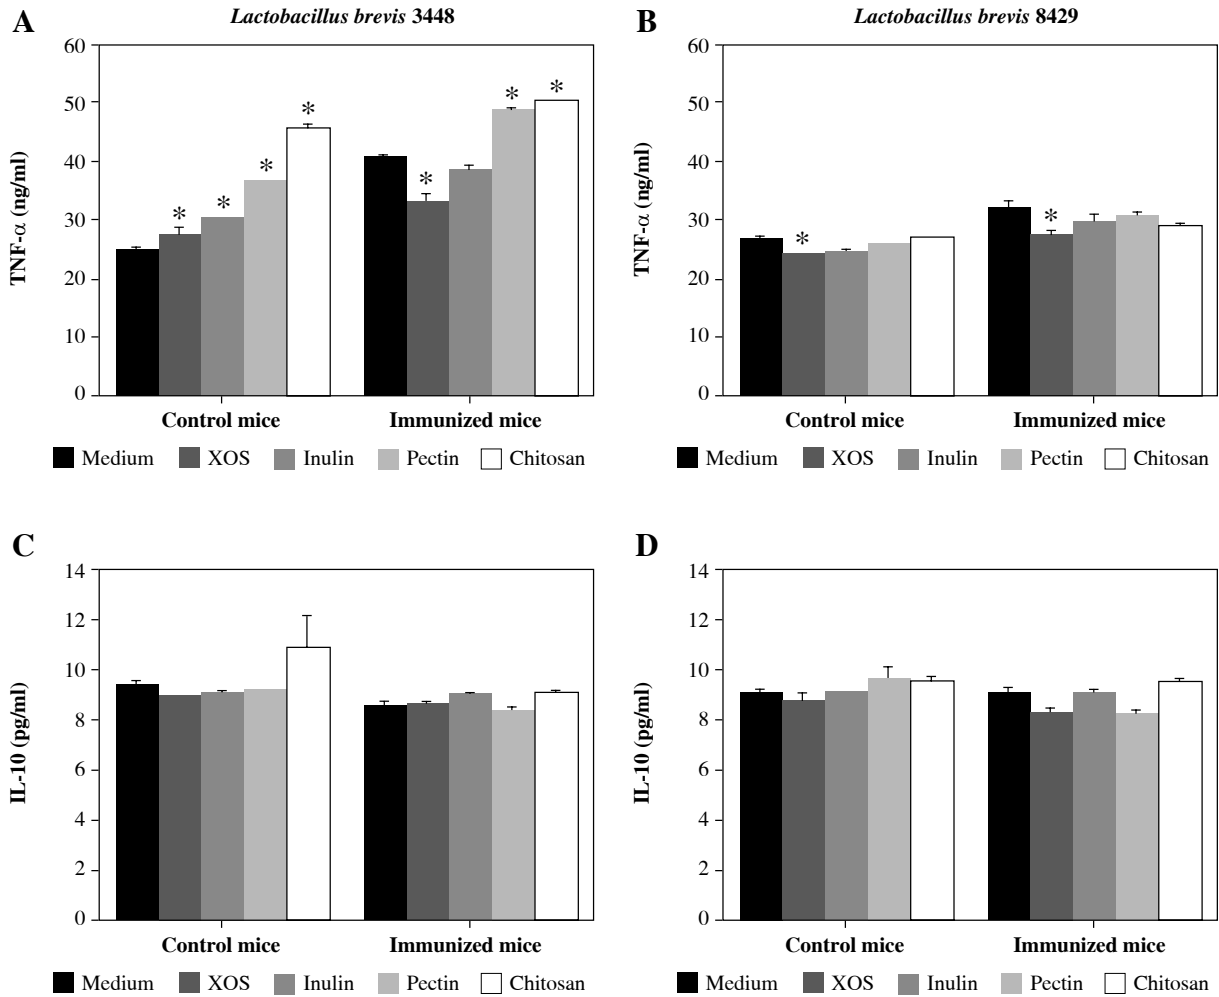 A
Lactobacillus brevis 3448
TNF-α (ng/ml)
60
50
40
30
20
10
0
*
*
*
*
*
*
*
Control mice
Immunized mice
Medium XOS Inulin Pectin Chitosan
B
Lactobacillus brevis 8429
TNF-α (ng/ml)
60
50
40
30
20
10
0
*
*
Control mice
Immunized mice
Medium XOS Inulin Pectin Chitosan
C
IL-10 (pg/ml)
14
12
10
8
6
4
2
0
Control mice
Immunized mice
Medium XOS Inulin Pectin Chitosan
D
IL-10 (pg/ml)
14
12
10
8
6
4
2
0
Control mice
Immunized mice
Medium XOS Inulin Pectin Chitosan